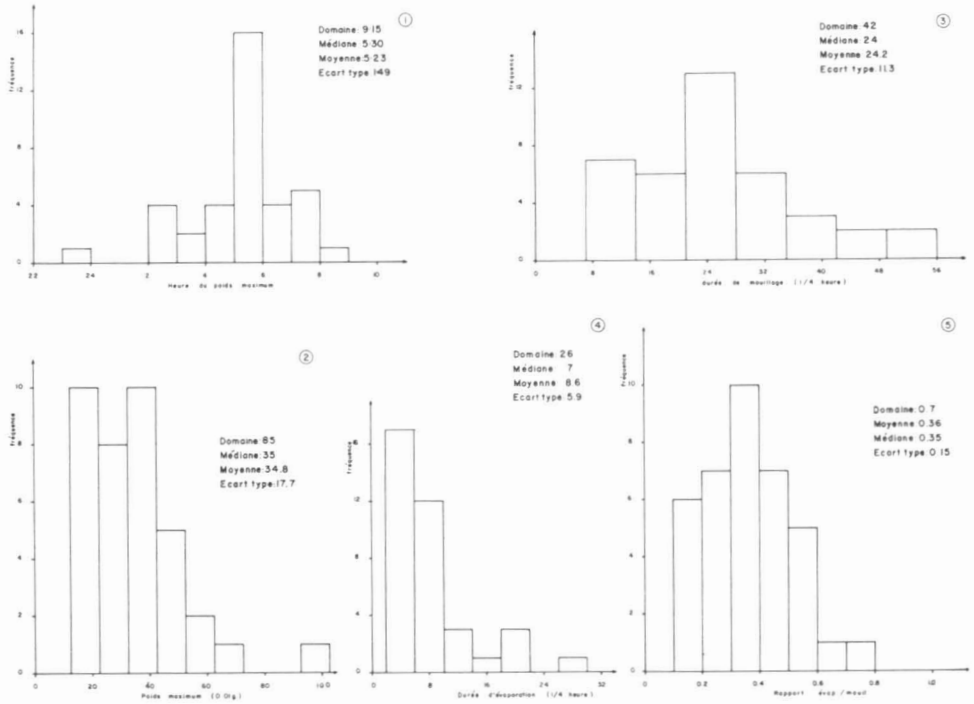 ①
Domaine: 9·15
Médiane 5·30
Moyenne: 5·23
Ecart type: 1·49
fréquence
16
12
8
4
0
22 24 2 4 6 8 10
Heure du poids maximum
③
Domaine: 42
Médiane 24
Moyenne 24.2
Ecart type: 11.3
fréquence
12
8
4
0
0 8 16 24 32 40 48 56
durée de mouillage (1/4 heure)
②
Domaine: 85
Médiane: 35
Moyenne: 34,8
Ecart type: 17,7
fréquence
10
8
6
4
2
0
0 20 40 60 80 100
Poids maximum (0.01g)
④
Domaine: 26
Médiane: 7
Moyenne: 8.6
Ecart type: 5.9
fréquence
16
12
8
4
0
8 16 24 32
Durée d'évaporation (1/4 heure)
⑤
Domaine: 0.7
Moyenne: 0.36
Médiane: 0.35
Ecart type: 0.15
fréquence
10
8
6
4
2
0
0 0.2 0.4 0.6 0.8 1.0
Rapport évap / mouil